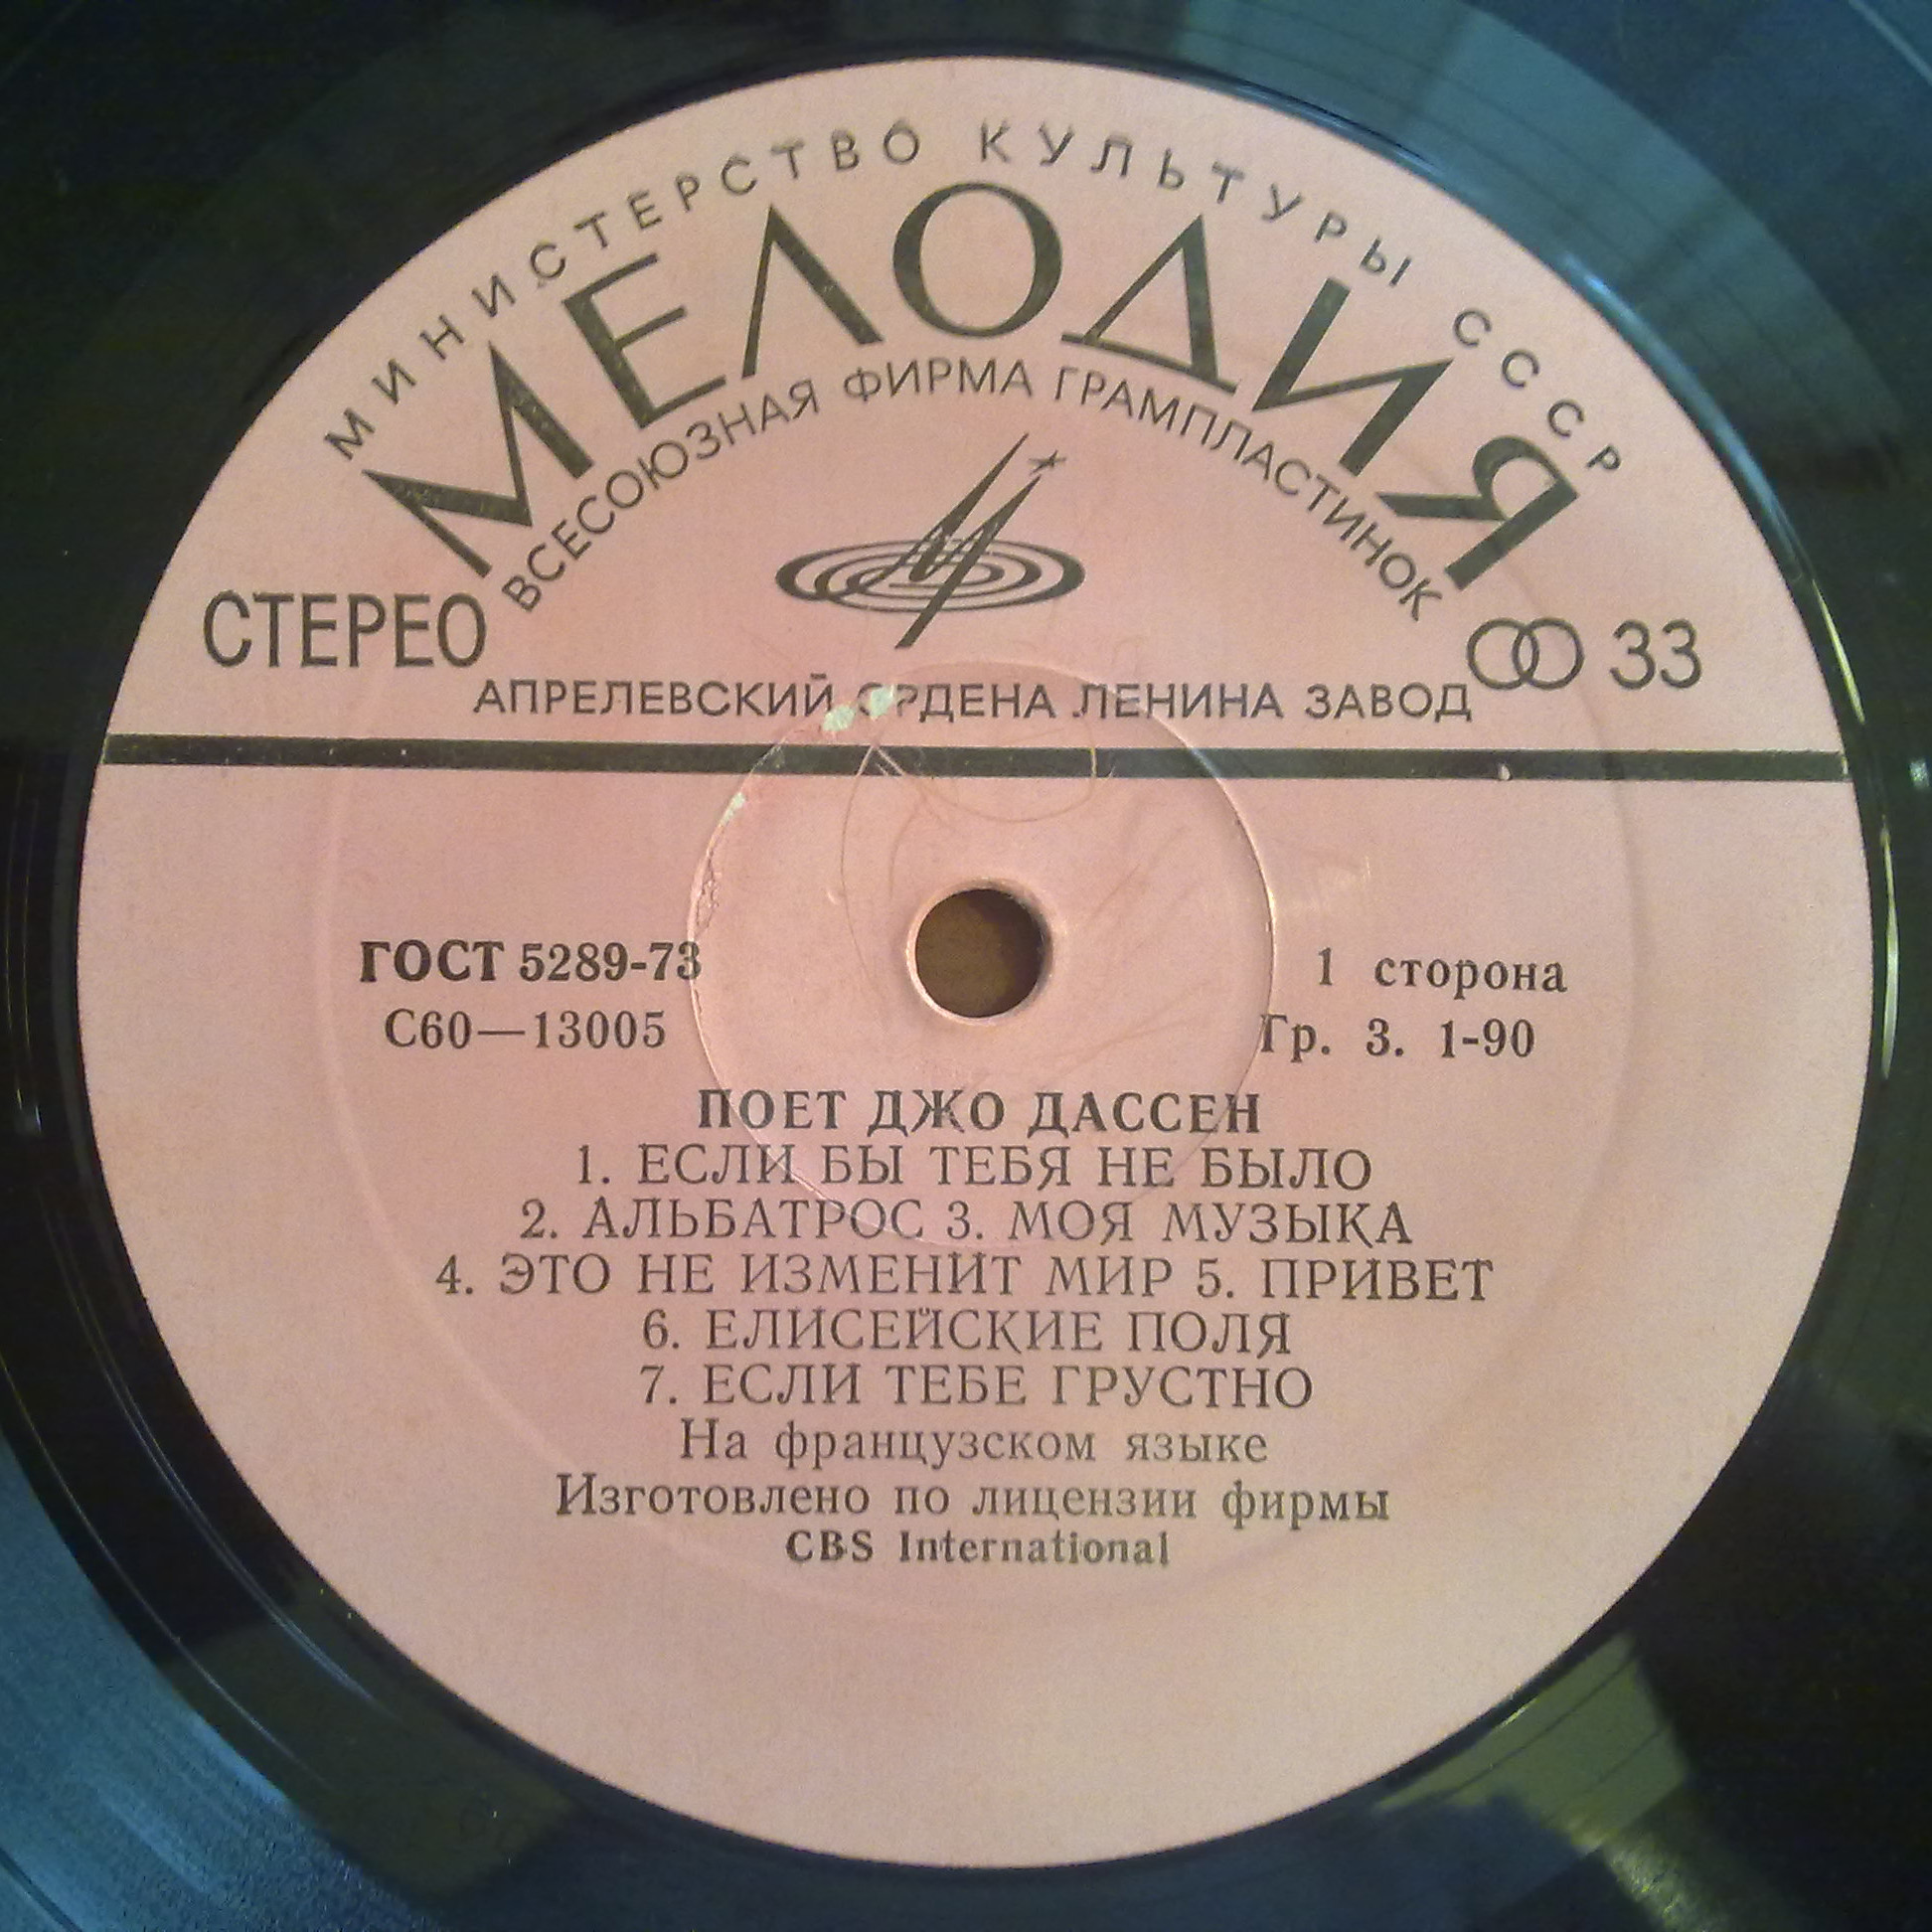 МИНИСТЕРСТВО КУЛЬТУРЫ СССР
МЕЛОДИЯ
ВСЕСОЮЗНАЯ ФИРМА ГРАМПЛАСТИНОК
СТЕРЕО
33
АПРЕЛЕВСКИЙ ОРДЕНА ЛЕНИНА ЗАВОД
ГОСТ 5289-73
1 сторона
С60—13005
Гр. 3. 1-90
ПОЕТ ДЖО ДАССЕН
1. ЕСЛИ БЫ ТЕБЯ НЕ БЫЛО
2. АЛЬБАТРОС 3. МОЯ МУЗЫКА
4. ЭТО НЕ ИЗМЕНИТ МИР 5. ПРИВЕТ
6. ЕЛИСЕЙСКИЕ ПОЛЯ
7. ЕСЛИ ТЕБЕ ГРУСТНО
На французском языке
Изготовлено по лицензии фирмы
CBS International